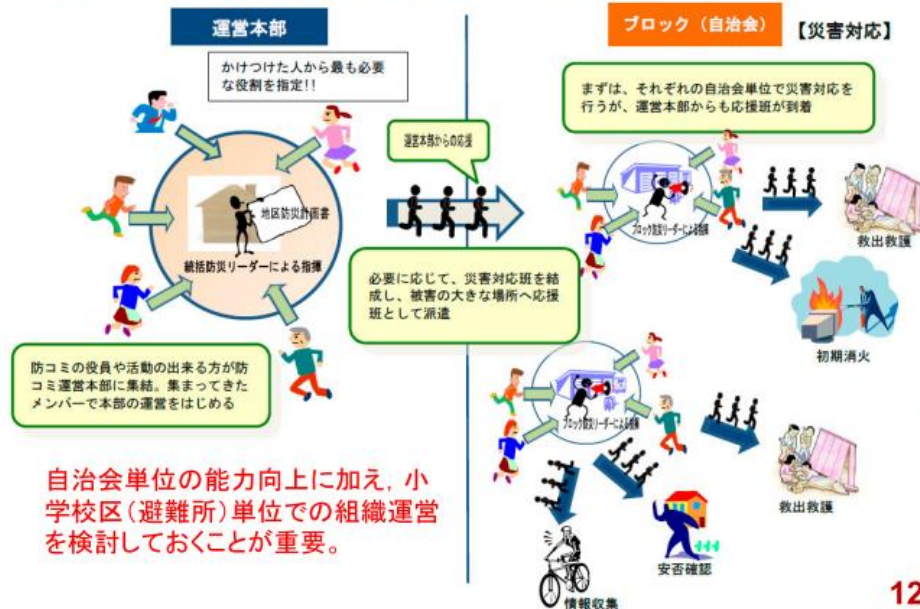 運営本部
かけつけた人から最も必要
な役割を指定!!
地区防災計画書
統括防災リーダーによる指揮
防コミの役員や活動の出来る方が防
コミ運営本部に集結。集まってきた
メンバーで本部の運営をはじめる
自治会単位の能力向上に加え，小
学校区（避難所）単位での組織運営
を検討しておくことが重要。
運営本部からの応援
必要に応じて、災害対応班を結
成し、被害の大きな場所へ応援
班として派遣
ブロック（自治会）
【災害対応】
まずは、それぞれの自治会単位で災害対応を
行うが、運営本部からも応援班が到着
ブロック防災リーダーによる指揮
救出救護
初期消火
ブロック防災リーダーによる指揮
救出救護
安否確認
情報収集
12